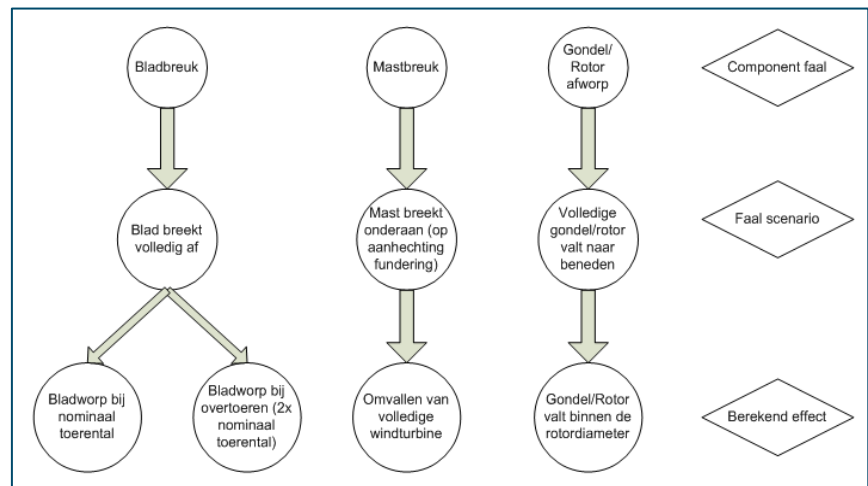 Bladbreuk
Mastbreuk
Gondel/
Rotor
afworp
Component faal
Blad breekt
volledig af
Mast breekt
onderaan (op
aanhechting
fundering)
Volledige
gondel/rotor
valt naar
beneden
Faal scenario
Bladworp bij
nominaal
toerental
Bladworp bij
overtoeren (2x
nominaal
toerental)
Omvallen van
volledige
windturbine
Gondel/Rotor
valt binnen de
rotordiameter
Berekend effect